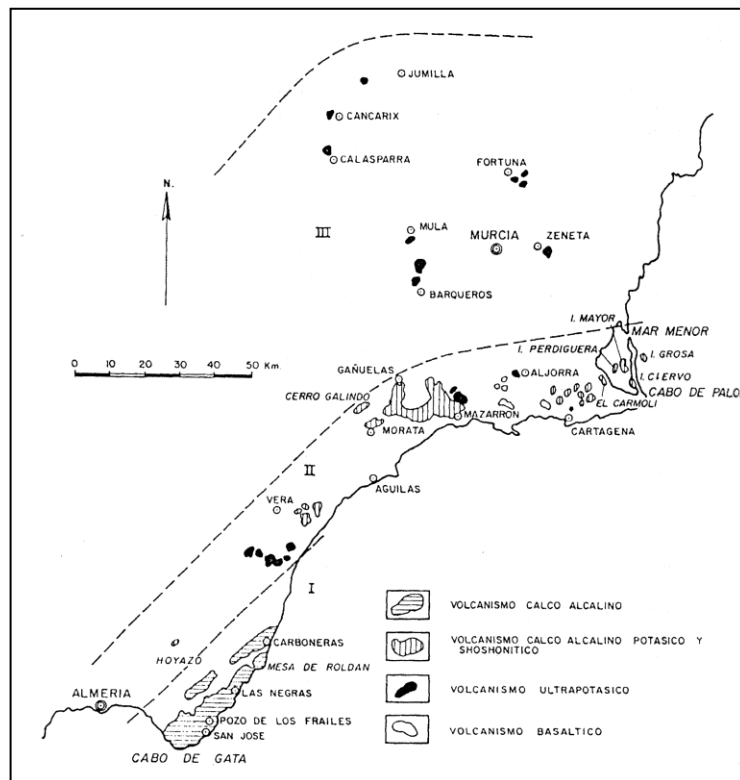 JUMILLA
CANCARIX
CALASPARRA
FORTUNA
N.
III
MULA
MURCIA
ZENETA
BARQUEROS
I. MAYOR
MAR MENOR
I. PERDIGUERA
I. GROSA
0 10 20 30 40 50 Km.
GAÑUELAS
ALJORRA
I. CIERVO
CERRO GALINDO
CABO DE PALO
EL CARMOLI
MAZARRON
MORATA
CARTAGENA
II
AGUILAS
VERA
I
VOLCANISMO CALCO ALCALINO
CARBONERAS
VOLCANISMO CALCO ALCALINO POTASICO Y
SHOSHONITICO
HOYAZO
MESA DE ROLDAN
ALMERIA
LAS NEGRAS
VOLCANISMO ULTRAPOTASICO
POZO DE LOS FRAILES
SAN JOSE
VOLCANISMO BASALTICO
CABO DE GATA